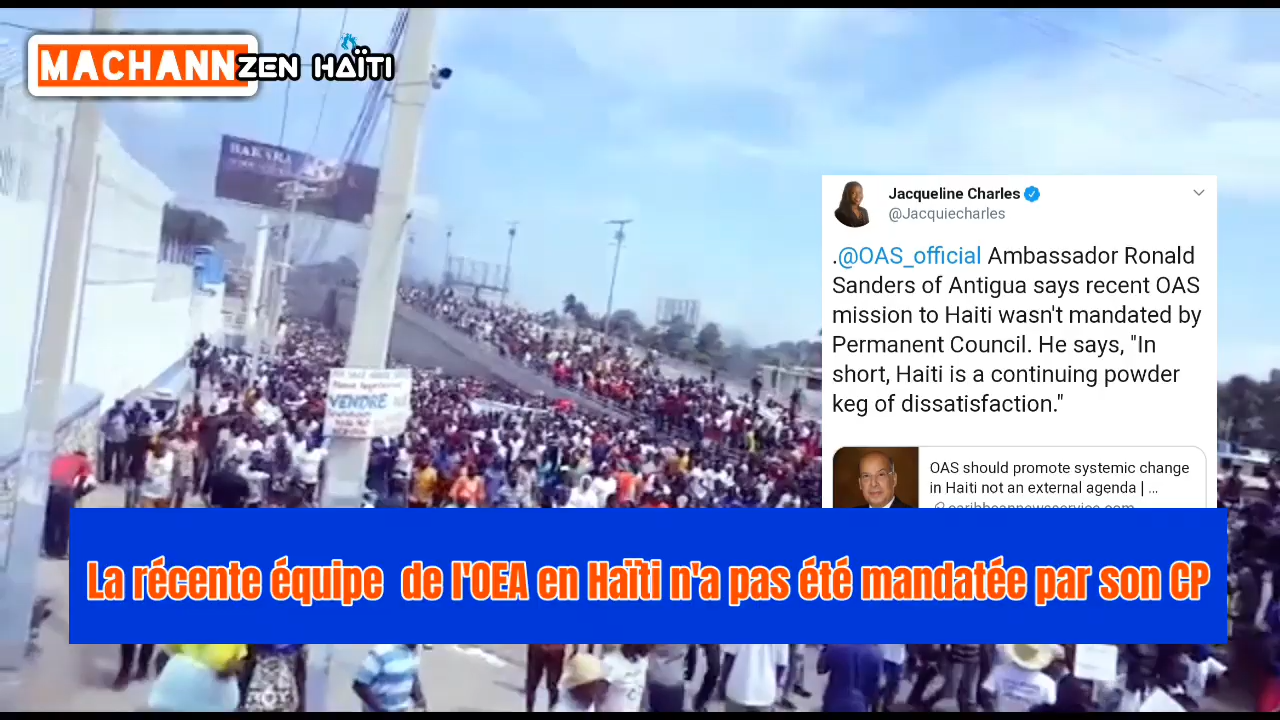 MACHANN ZEN HAÏTI
BAKARA
VENDRE
Jacqueline Charles
@Jacquiecharles
.@OAS_official Ambassador Ronald
Sanders of Antigua says recent OAS
mission to Haiti wasn't mandated by
Permanent Council. He says, "In
short, Haiti is a continuing powder
keg of dissatisfaction."
OAS should promote systemic change
in Haiti not an external agenda | ...
caribbeannewsservice.com
La récente équipe de l'OEA en Haïti n'a pas été mandatée par son CP